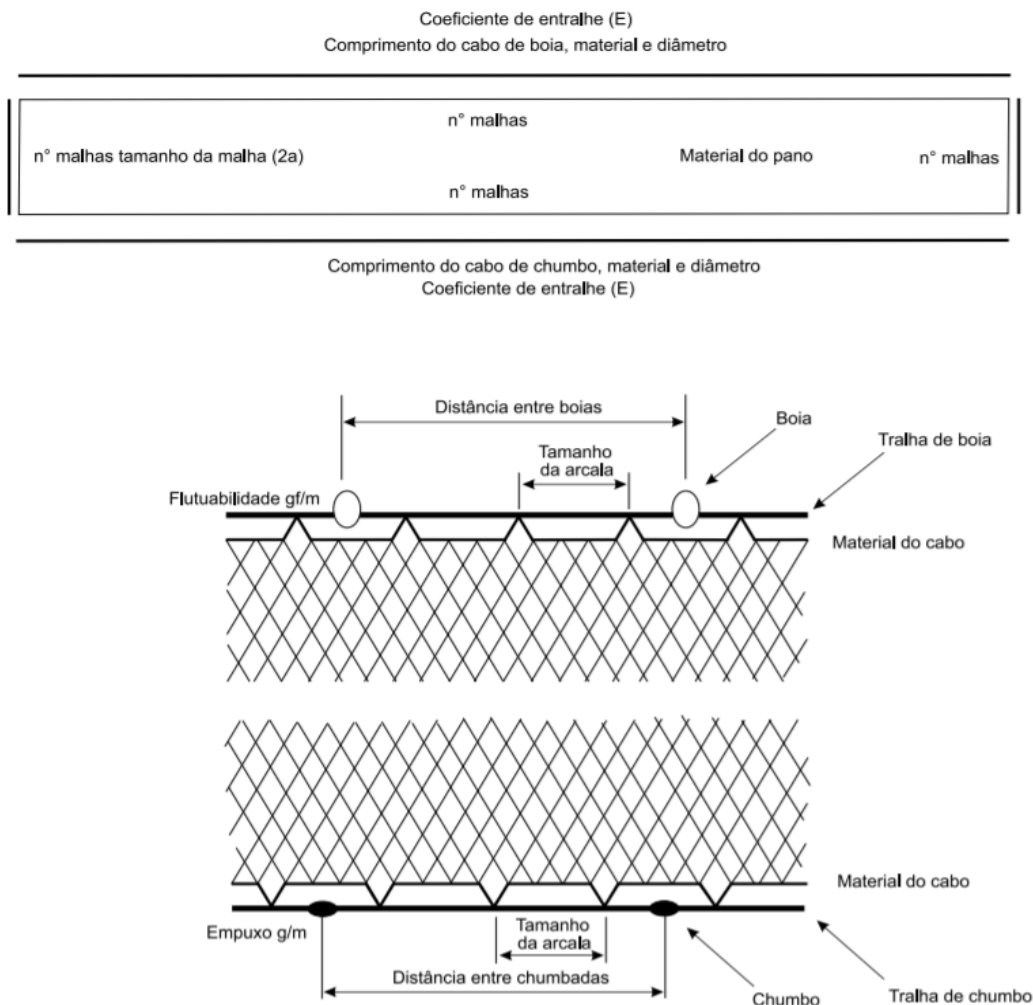 Coeficiente de entralhe (E)
Comprimento do cabo de boia, material e diâmetro
n° malhas
n° malhas tamanho da malha (2a)
Material do pano
n° malhas
n° malhas
Comprimento do cabo de chumbo, material e diâmetro
Coeficiente de entralhe (E)
Distância entre boias
Boia
Tralha de boia
Tamanho
da arcala
Flutuabilidade gf/m
Material do cabo
Material do cabo
Empuxo g/m
Tamanho
da arcala
Distância entre chumbadas
Chumbo
Tralha de chumbo